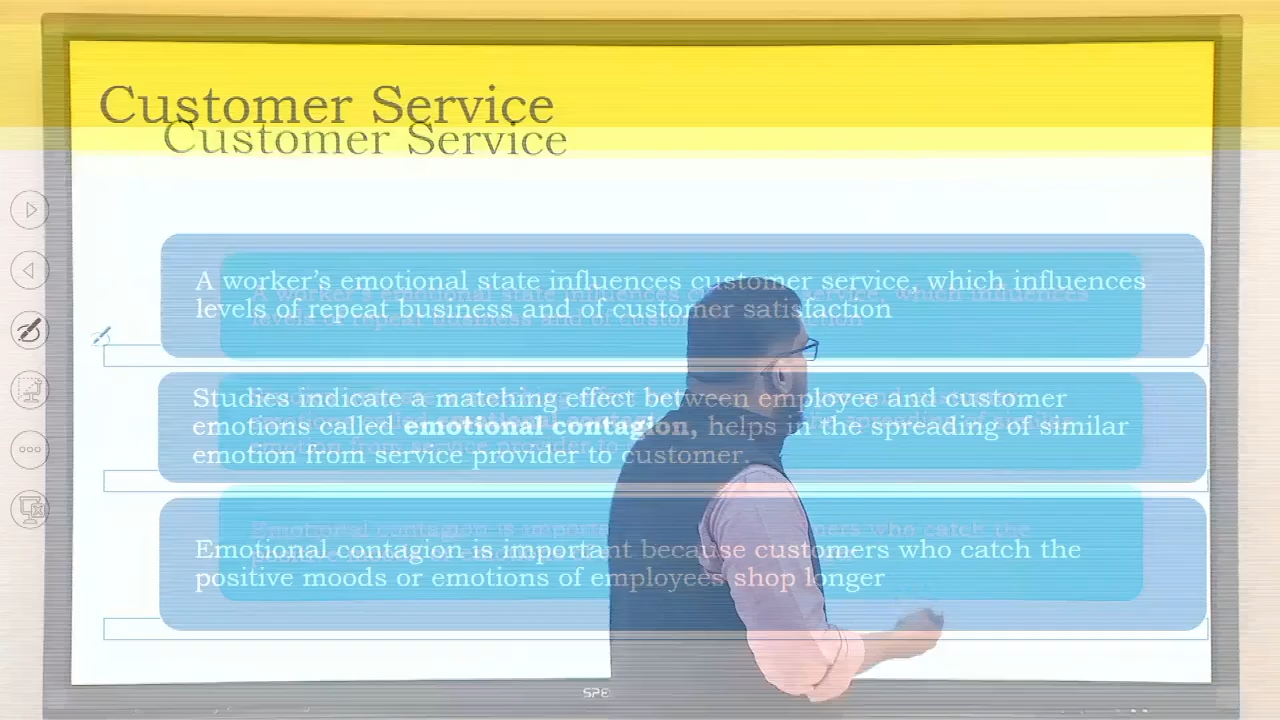 Customer Service
Customer Service
A worker's emotional state influences customer service, which influences
levels of repeat business and of customer satisfaction
Studies indicate a matching effect between employee and customer
emotions called emotional contagion, helps in the spreading of similar
emotion from service provider to customer.
Emotional contagion is important because customers who catch the
positive moods or emotions of employees shop longer